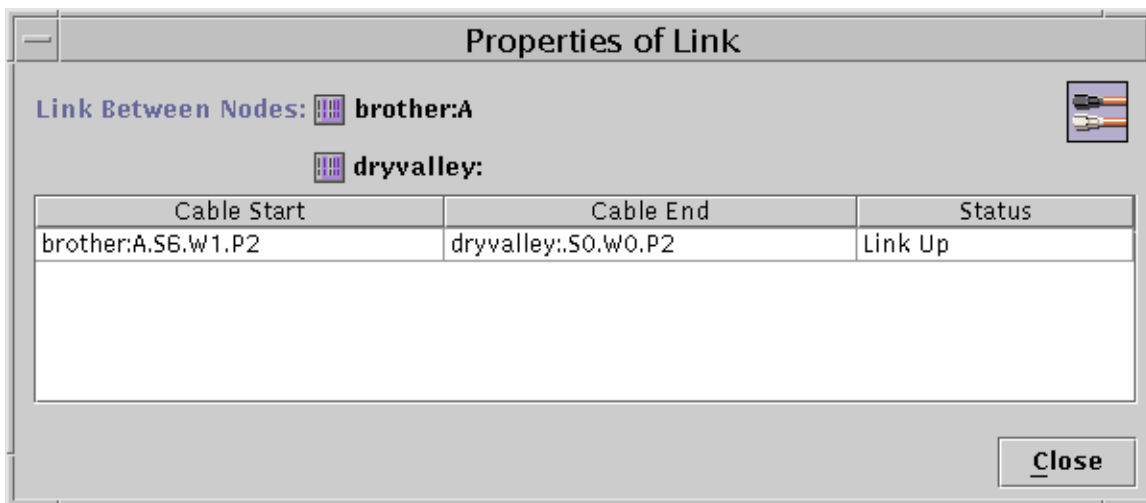 Properties of Link
Link Between Nodes: brother:A
dryvalley:
Cable Start Cable End Status
brother:A.S6.W1.P2 dryvalley:.S0.W0.P2 Link Up
Close